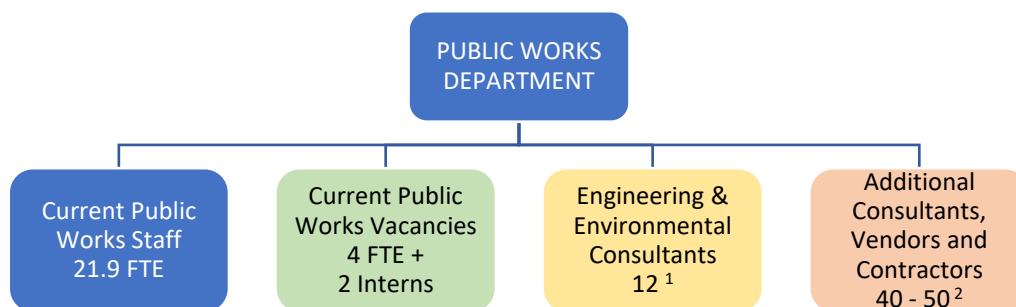 PUBLIC WORKS
DEPARTMENT
Current Public
Works Staff
21.9 FTE
Current Public
Works Vacancies
4 FTE +
2 Interns
Engineering &
Environmental
Consultants
12 ¹
Additional
Consultants,
Vendors and
Contractors
40 - 50 ²